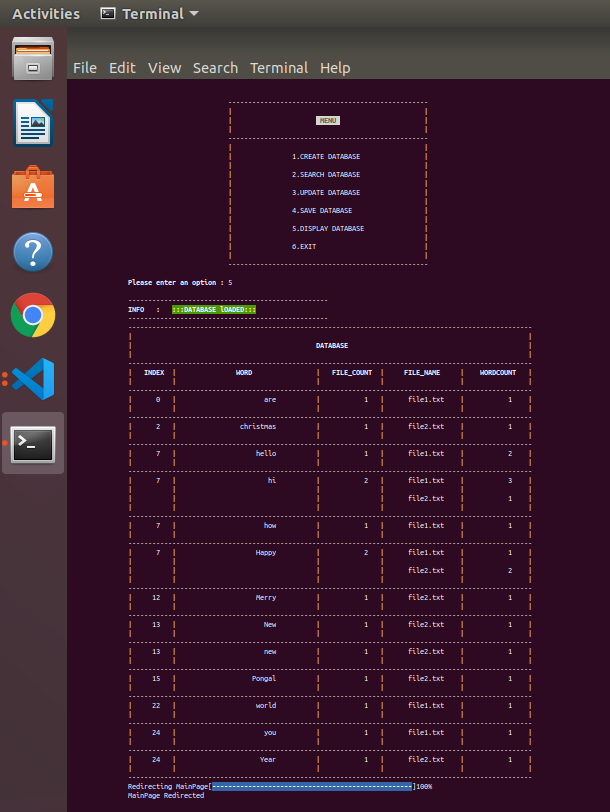 Activities Terminal
File Edit View Search Terminal Help
MENU
1.CREATE DATABASE
2.SEARCH DATABASE
3.UPDATE DATABASE
4.SAVE DATABASE
5.DISPLAY DATABASE
6.EXIT
Please enter an option : 5
INFO : :::DATABASE lOADED:::
DATABASE
INDEX | WORD | FILE_COUNT | FILE_NAME | WORDCOUNT
0 | are | 1 | file1.txt | 1
2 | christmas | 1 | file2.txt | 1
7 | hello | 1 | file1.txt | 2
7 | hi | 2 | file1.txt | 3
file2.txt | 1
7 | how | 1 | file1.txt | 1
7 | Happy | 2 | file1.txt | 1
file2.txt | 2
12 | Merry | 1 | file2.txt | 1
13 | New | 1 | file2.txt | 1
13 | new | 1 | file2.txt | 1
15 | Pongal | 1 | file2.txt | 1
22 | world | 1 | file1.txt | 1
24 | you | 1 | file1.txt | 1
24 | Year | 1 | file2.txt | 1
Redirecting MainPage[--------------------------------------------------]100%
MainPage Redirected